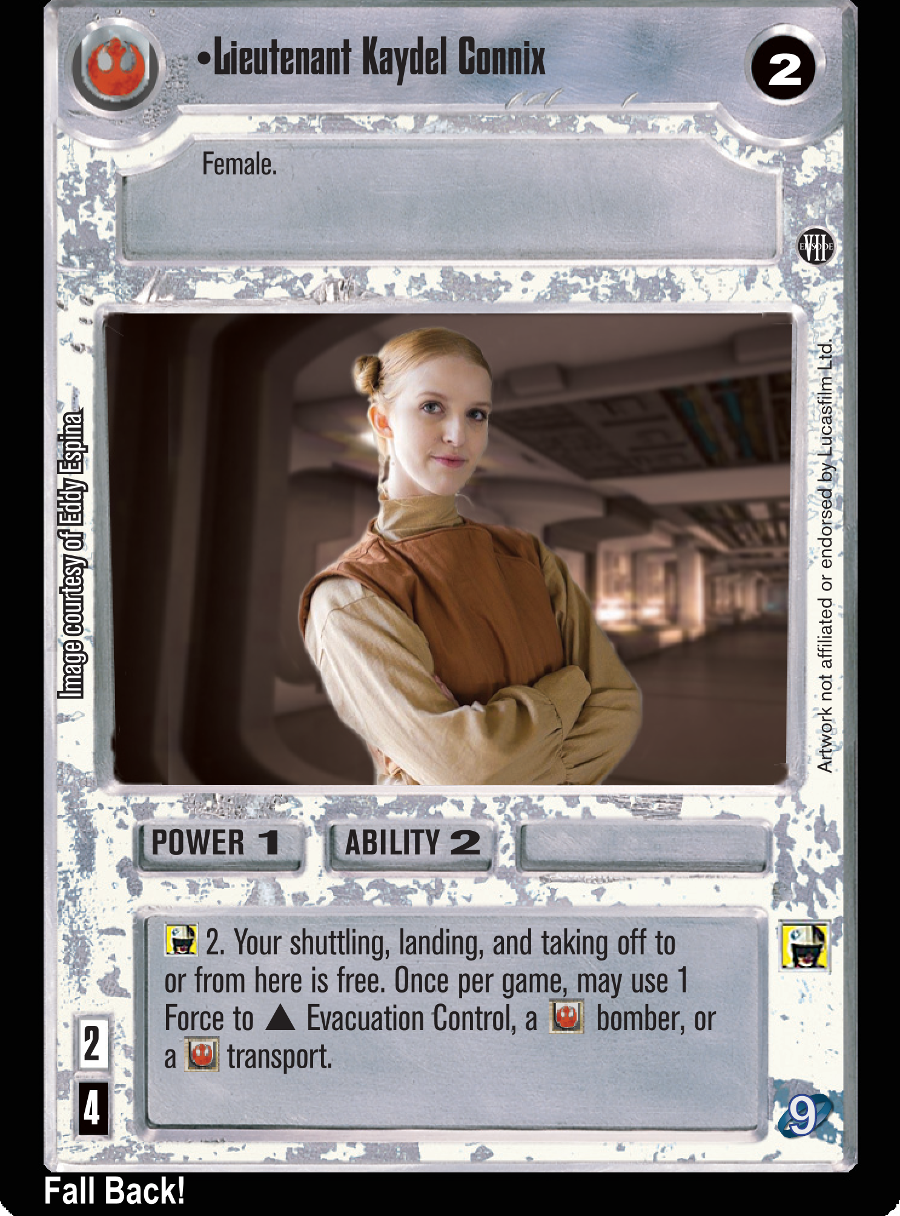 •Lieutenant Kaydel Connix
2
Female.
EPISODE
VII
Image courtesy of Eddy Espina
Artwork not affiliated or endorsed by Lucasfilm Ltd.
POWER 1
ABILITY 2
2. Your shuttling, landing, and taking off to
or from here is free. Once per game, may use 1
Force to ▲ Evacuation Control, a bomber, or
a transport.
2
4
9
Fall Back!